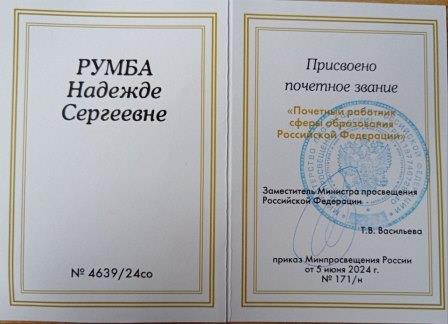 РУМБА
Надежде
Сергеевне
№ 4639/24со
Присвоено
почетное звание
«Почетный работник
сферы образования
Российской Федерации»
Заместитель Министра просвещения
Российской Федерации
Т.В. Васильева
приказ Минпросвещения России
от 5 июня 2024 г.
№ 171/н